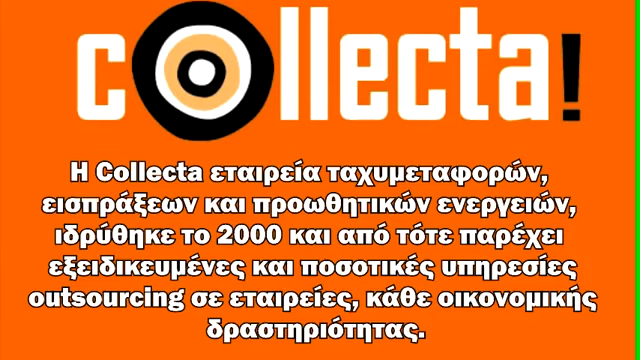 collecta!
Η Collecta εταιρεία ταχυμεταφορών,
εισπράξεων και προωθητικών ενεργειών,
ιδρύθηκε το 2000 και από τότε παρέχει
εξειδικευμένες και ποσοτικές υπηρεσίες
outsourcing σε εταιρείες, κάθε οικονομικής
δραστηριότητας.